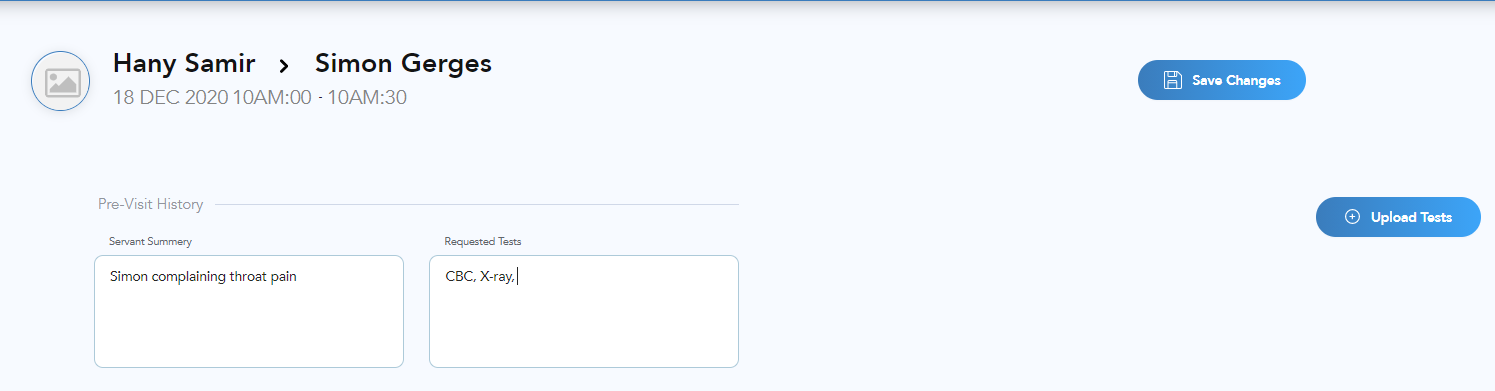 Hany Samir > Simon Gerges
18 DEC 2020 10AM:00 - 10AM:30
Save Changes
Pre-Visit History
Upload Tests
Servant Summery
Requested Tests
Simon complaining throat pain
CBC, X-ray,